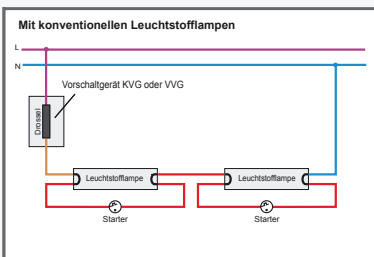 Mit konventionellen Leuchtstofflampen
L
N
Vorschaltgerät KVG oder VVG
Drossel
Leuchtstofflampe
Leuchtstofflampe
Starter
Starter